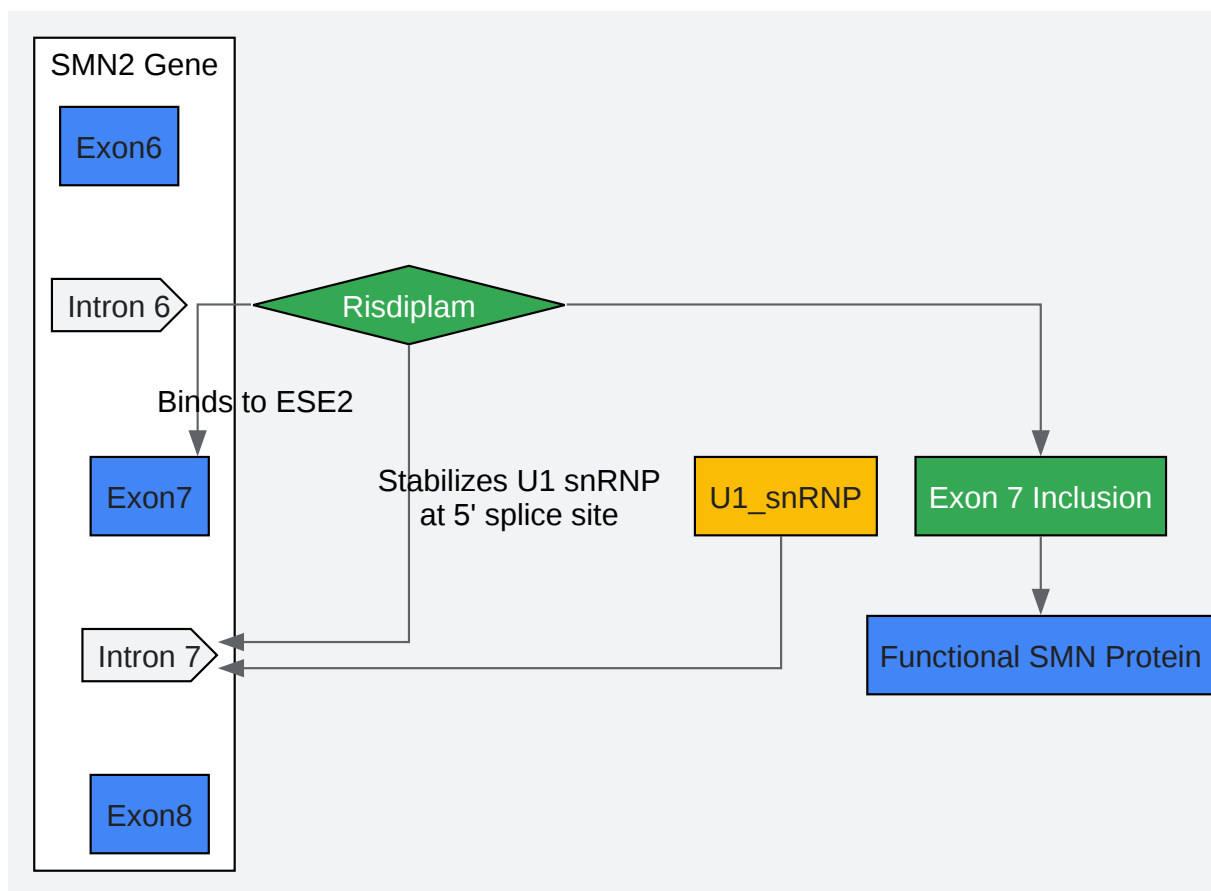 SMN2 Gene
Exon6
Intron 6
Risdiplam
Binds to ESE2
Stabilizes U1 snRNP
at 5' splice site
Exon7
U1_snRNP
Exon 7 Inclusion
Intron 7
Functional SMN Protein
Exon8